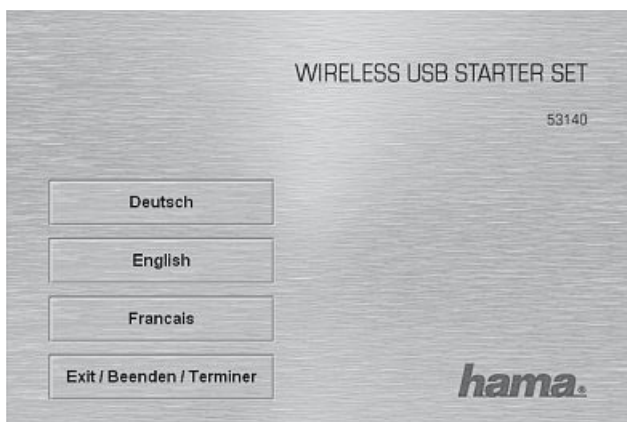 WIRELESS USB STARTER SET
53140
Deutsch
English
Francais
Exit / Beenden / Terminer
hama®